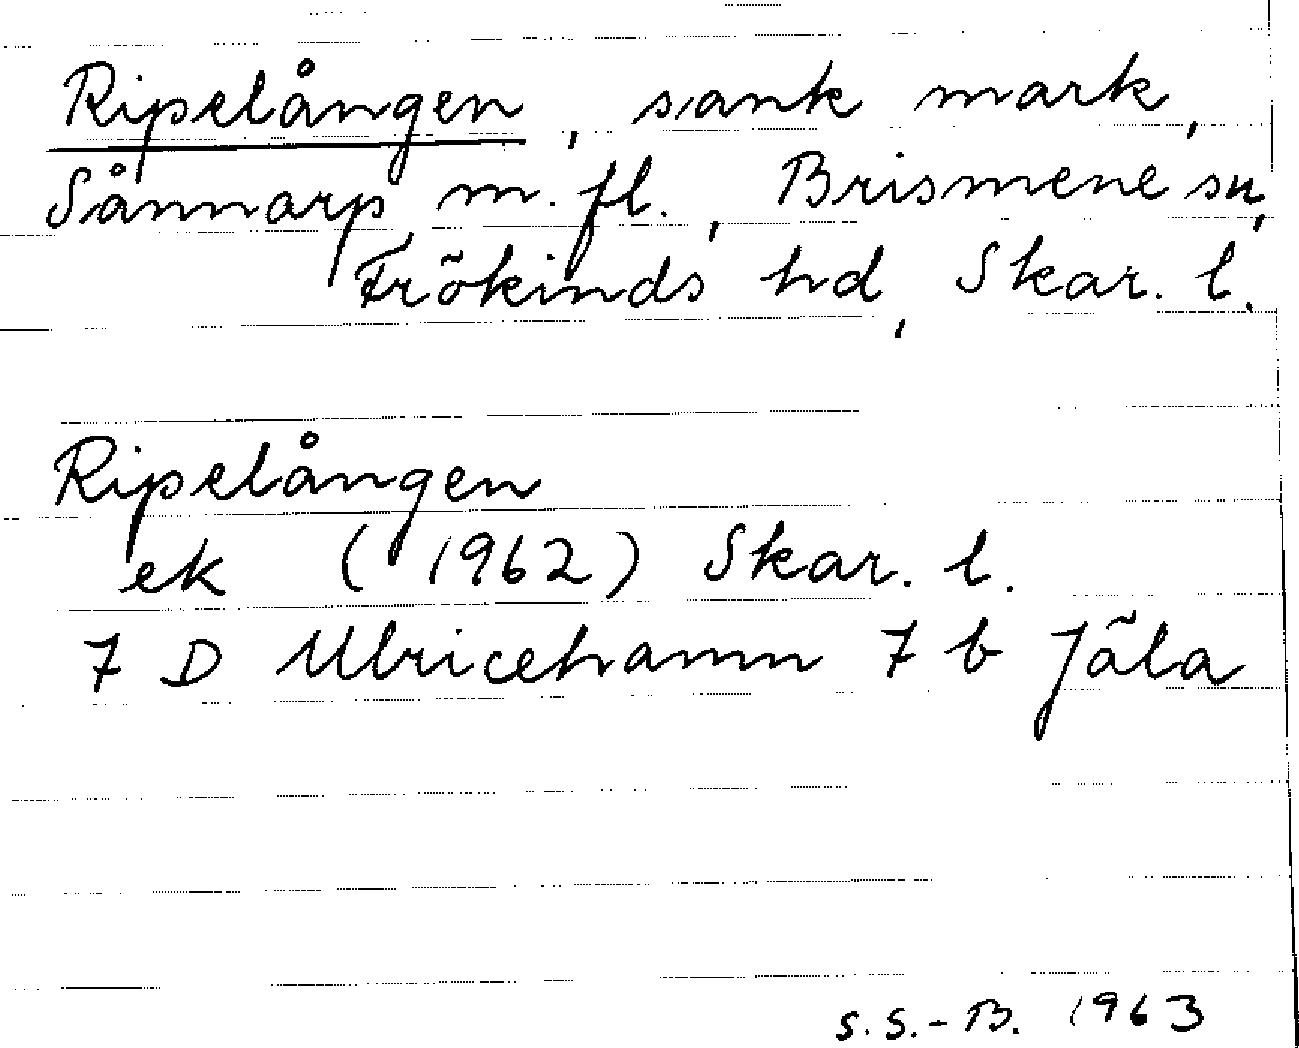 Ripelången, sank mark,
Sånnarp m. fl., Brismene sn,
Frökinds hd, Skar. l.
Ripelången
ek (1962) Skar. l.
7 D Ulricehamn 7 b Jäla
S.S.-B. 1963